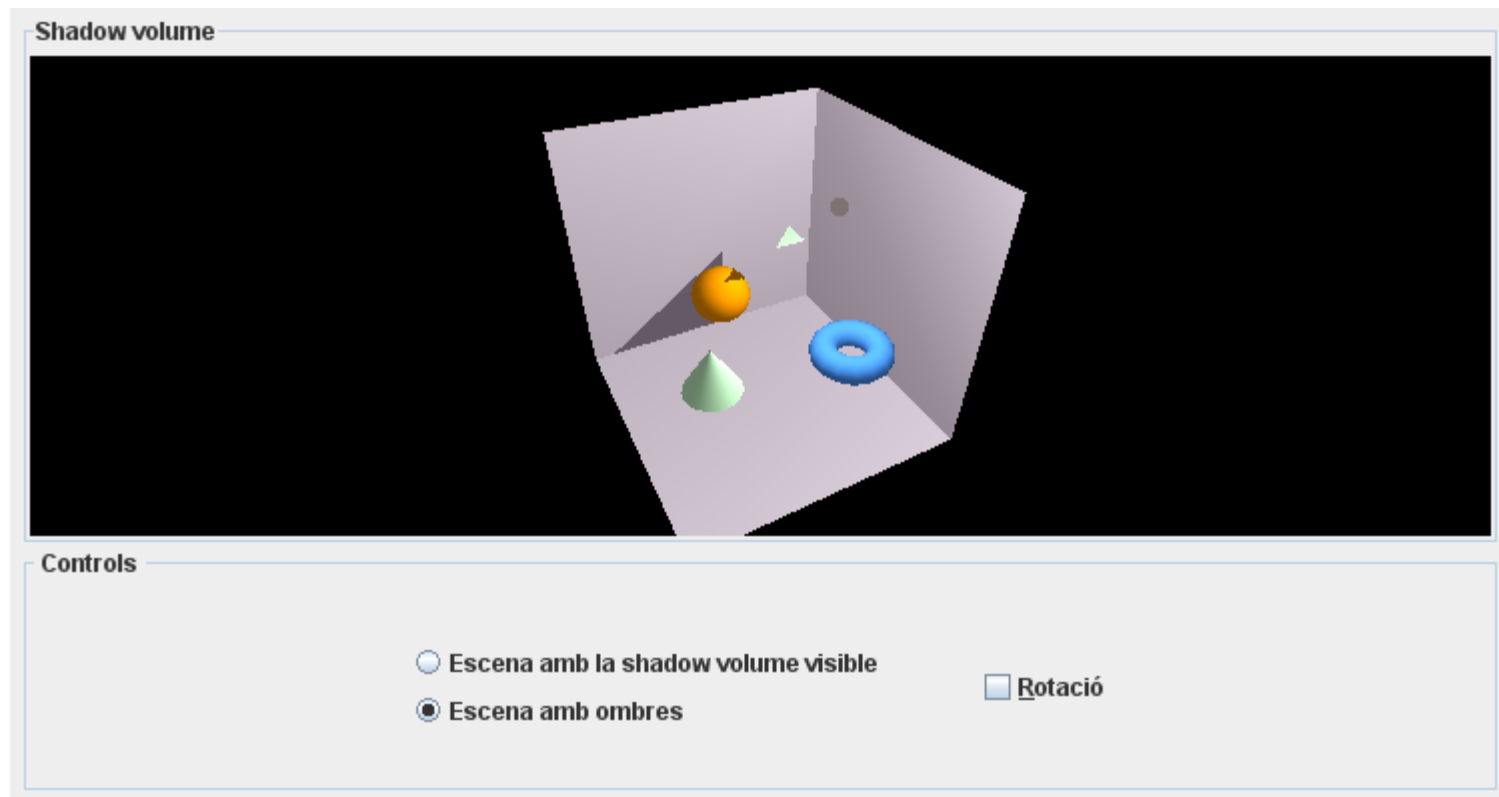 Shadow volume
Controls
Escena amb la shadow volume visible
Rotació
Escena amb ombres